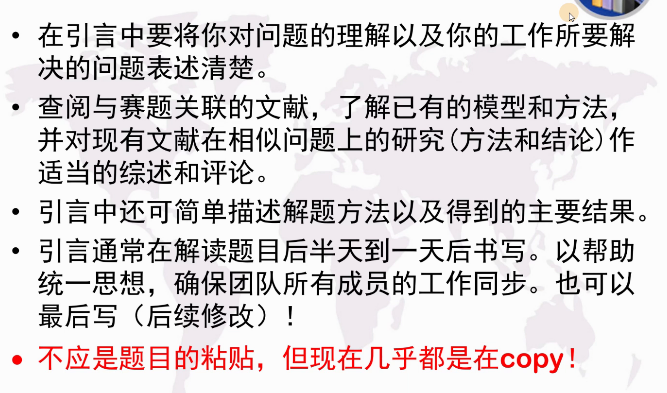 • 在引言中要将你对问题的理解以及你的工作所要解
决的问题表述清楚。
• 查阅与赛题关联的文献，了解已有的模型和方法，
并对现有文献在相似问题上的研究(方法和结论)作
适当的综述和评论。
• 引言中还可简单描述解题方法以及得到的主要结果。
• 引言通常在解读题目后半天到一天后书写。以帮助
统一思想，确保团队所有成员的工作同步。也可以
最后写（后续修改）！
• 不应是题目的粘贴，但现在几乎都是在copy！